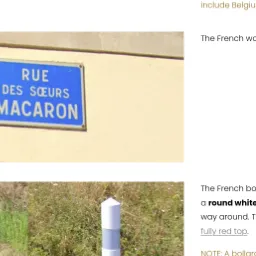 include Belgiu
The French wo
RUE
DES SŒURS
MACARON
The French bo
a round white
way around. T
fully red top.
NOTE: A bollard